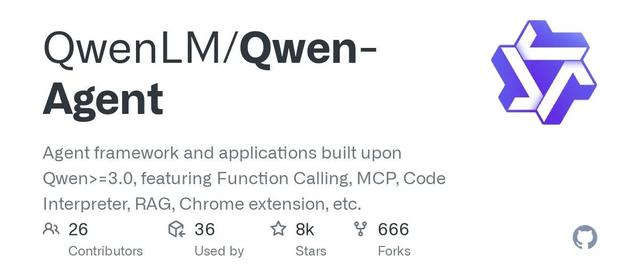 QwenLM/Qwen-
Agent
Agent framework and applications built upon
Qwen>=3.0, featuring Function Calling, MCP, Code
Interpreter, RAG, Chrome extension, etc.
26 36 8k 666
Contributors Used by Stars Forks